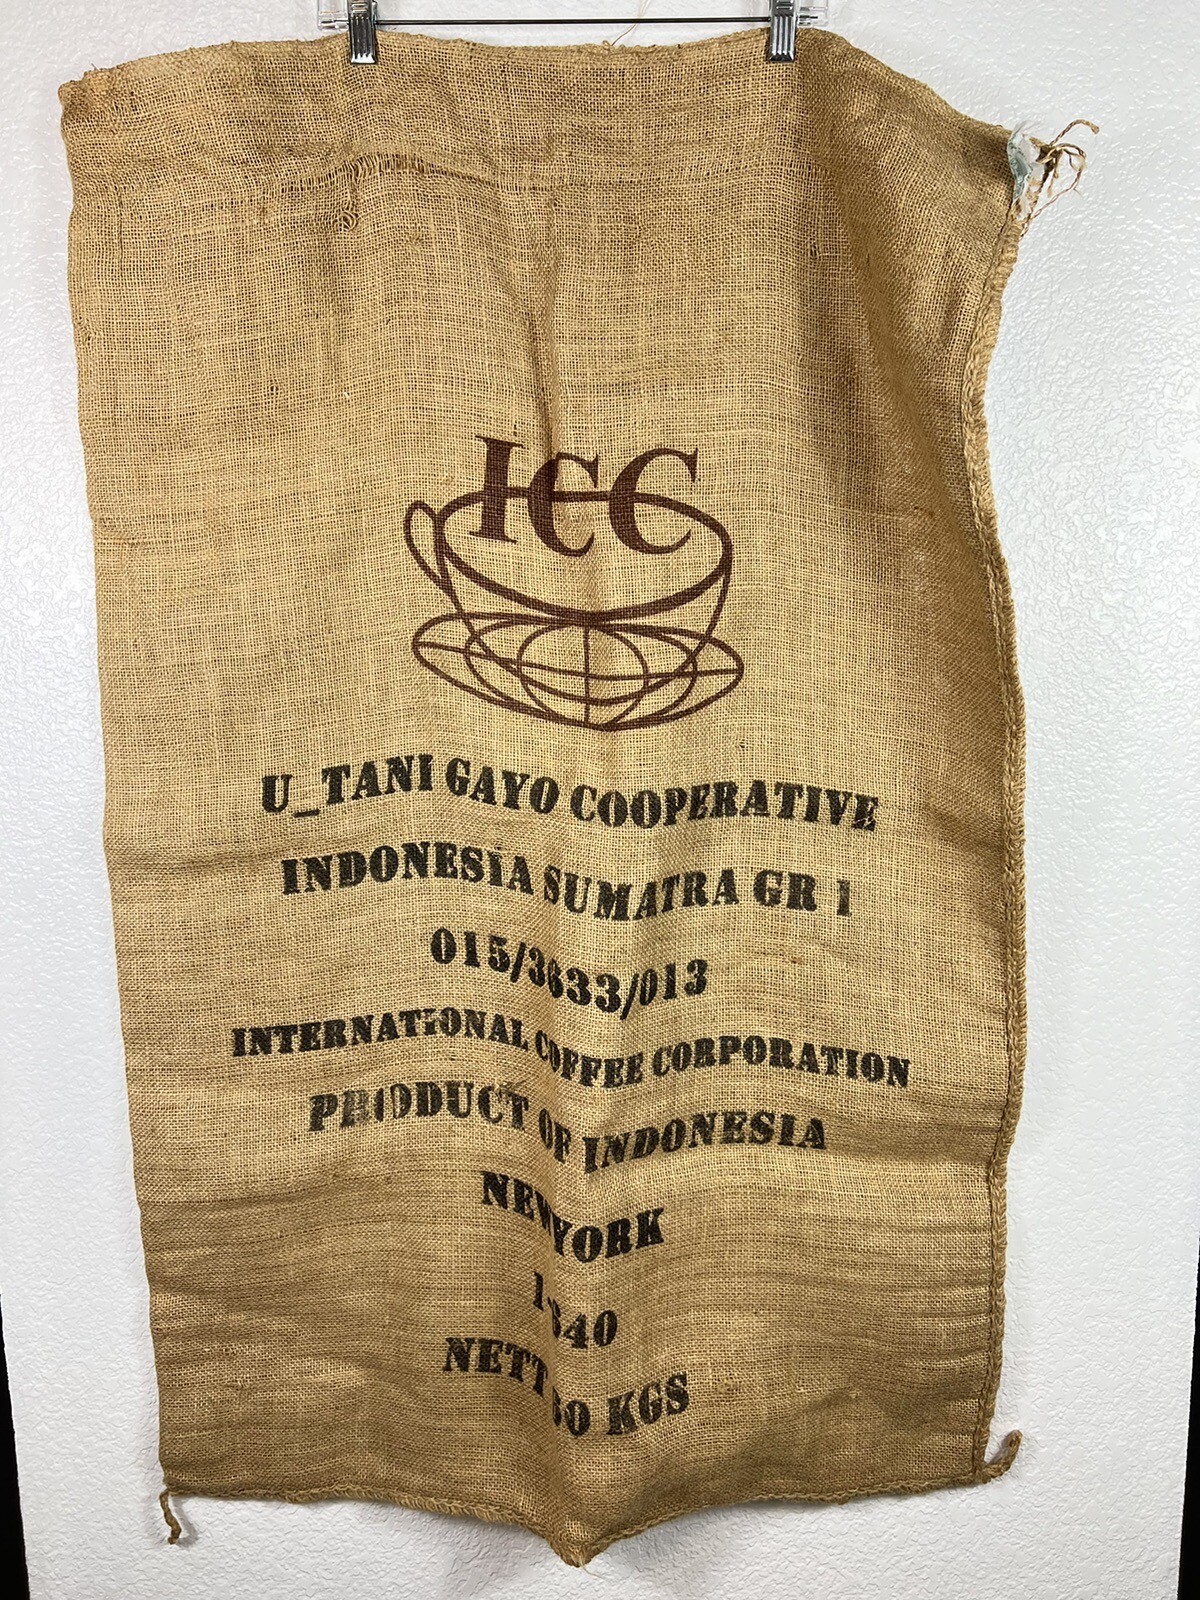 ICC
U_TANI GAYO COOPERATIVE
INDONESIA SUMATRA GR 1
015/3633/013
INTERNATIONAL COFFEE CORPORATION
PRODUCT OF INDONESIA
NEW YORK
NETT KGS